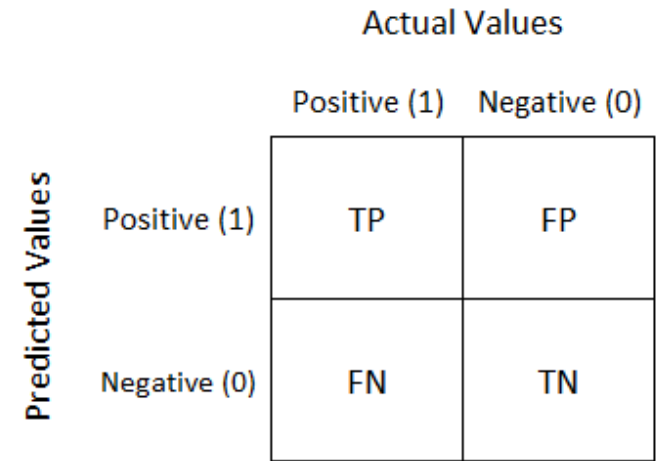 Actual Values
Positive (1) Negative (0)
Predicted Values
Positive (1) TP FP
Negative (0) FN TN